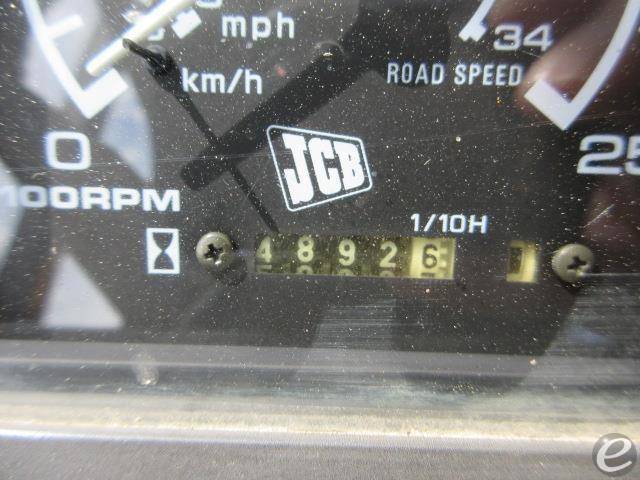 mph
km/h
34
ROAD SPEED
0
JCB
25
100RPM
1/10H
48926
e